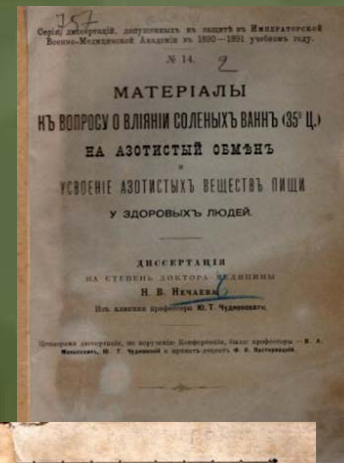 757
Серія диссертацій, допущенныхъ къ защитѣ въ Императорской
Военно-Медицинской Академіи въ 1890—1891 учебномъ году.
№ 14.
2
МАТЕРІАЛЫ
КЪ ВОПРОСУ О ВЛІЯНІИ СОЛЕНЫХЪ ВАННЪ (35° Ц.)
НА АЗОТИСТЫЙ ОБМѢНЪ
И
УСВОЕНІЕ АЗОТИСТЫХЪ ВЕЩЕСТВЪ ПИЩИ
У ЗДОРОВЫХЪ ЛЮДЕЙ.
ДИССЕРТАЦІЯ
НА СТЕПЕНЬ ДОКТОРА МЕДИЦИНЫ
Н. В. Нечаева
Изъ клиники профессора Ю. Т. Чудновскаго.
Цензорами диссертаціи, по порученію Конференціи, были: профессоры — В. А.
Манассеинъ, Ю. Т. Чудновскій и приватъ-доцентъ Ф. И. Пастернацкій.